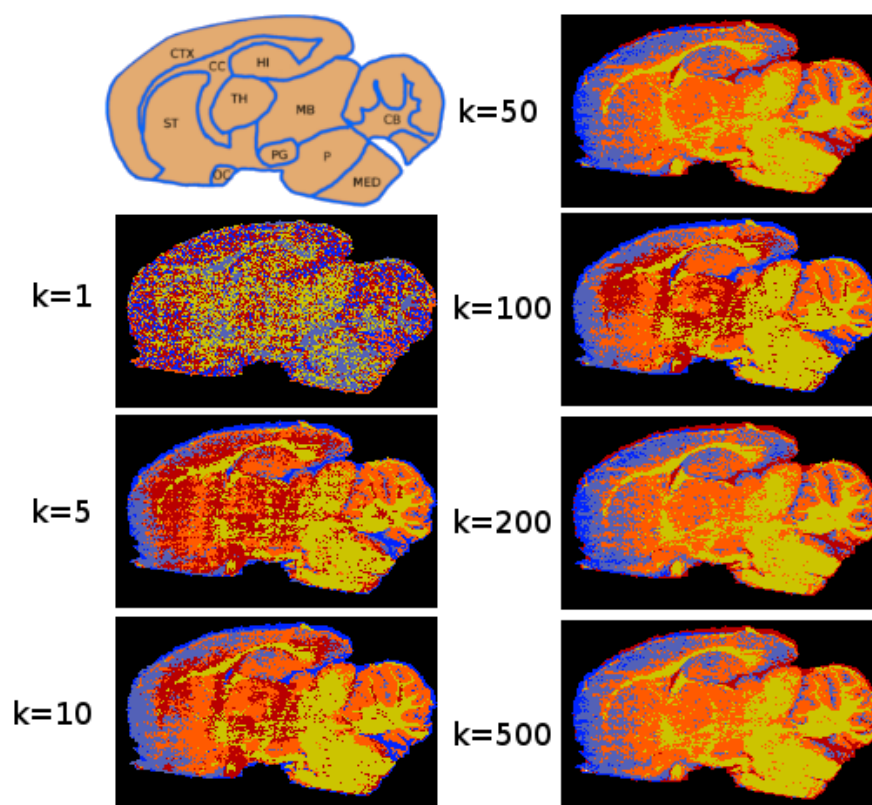 CTX
CC
HI
TH
ST
MB
CB
PG
P
OC
MED
k=50
k=1
k=100
k=5
k=200
k=10
k=500